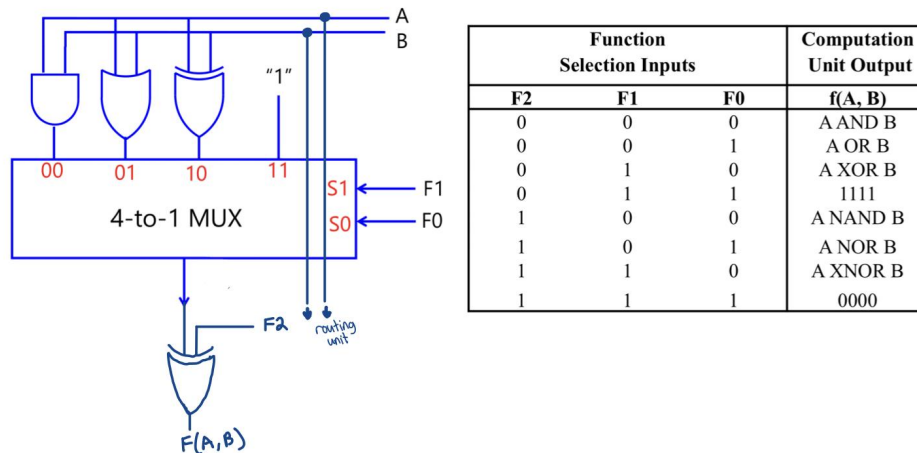 A
B
“1”
00 01 10 11
S1
F1
4-to-1 MUX
S0
F0
F2
routing
unit
F(A,B)
Function Computation
Selection Inputs Unit Output
F2 F1 F0 f(A, B)
0 0 0 A AND B
0 0 1 A OR B
0 1 0 A XOR B
0 1 1 1111
1 0 0 A NAND B
1 0 1 A NOR B
1 1 0 A XNOR B
1 1 1 0000